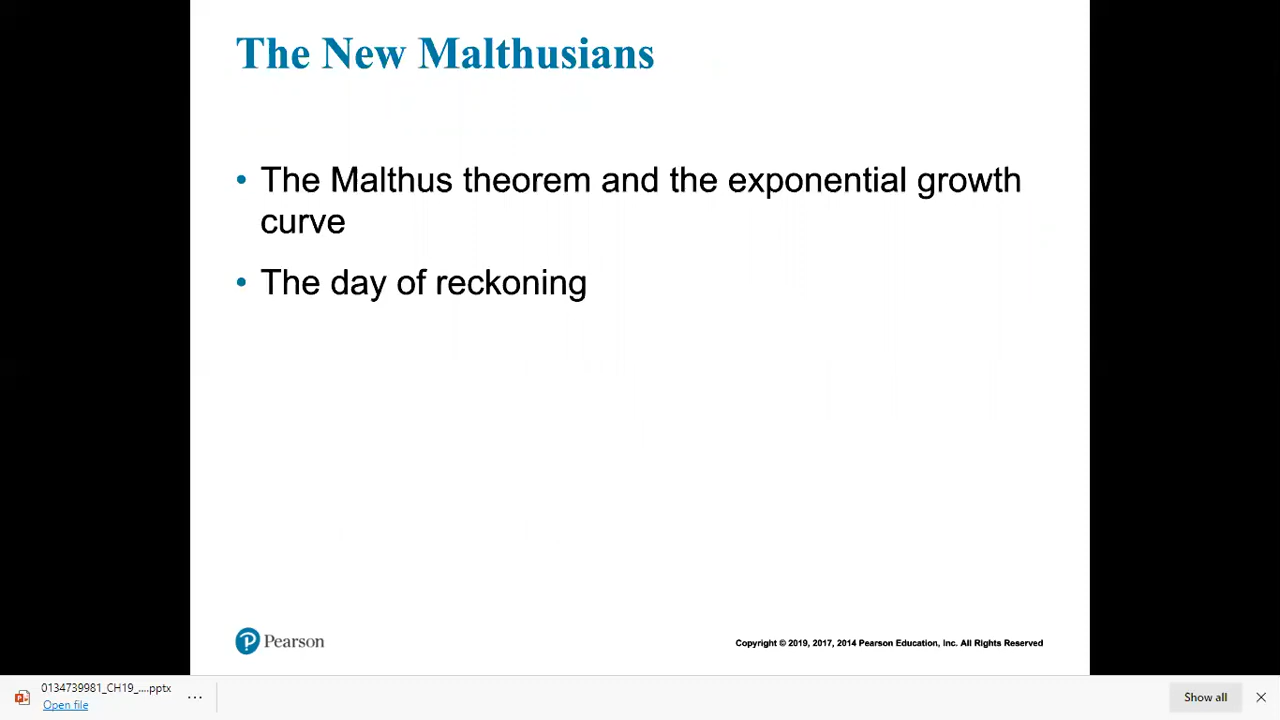 The New Malthusians
• The Malthus theorem and the exponential growth
curve
• The day of reckoning
Pearson
Copyright © 2019, 2017, 2014 Pearson Education, Inc. All Rights Reserved
0134739981_CH19_....pptx
Open file
Show all